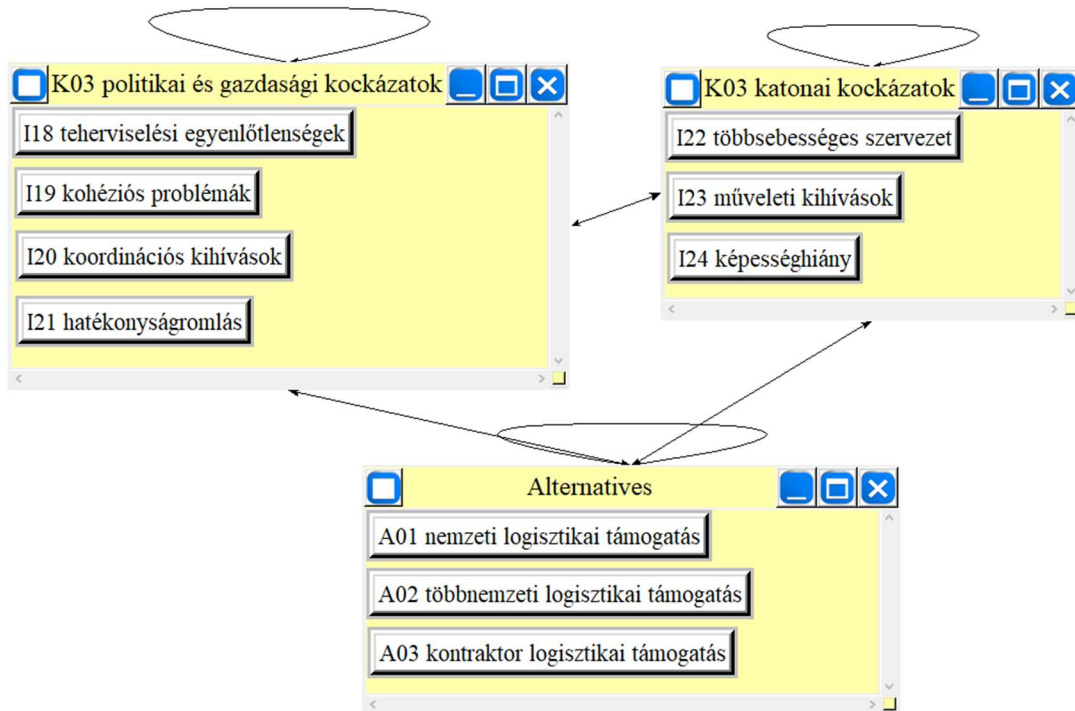 K03 politikai és gazdasági kockázatok
I18 teherviselési egyenlőtlenségek
I19 kohéziós problémák
I20 koordinációs kihívások
I21 hatékonyságromlás
K03 katonai kockázatok
I22 többsebességes szervezet
I23 műveleti kihívások
I24 képességhiány
Alternatives
A01 nemzeti logisztikai támogatás
A02 többnemzeti logisztikai támogatás
A03 kontraktor logisztikai támogatás